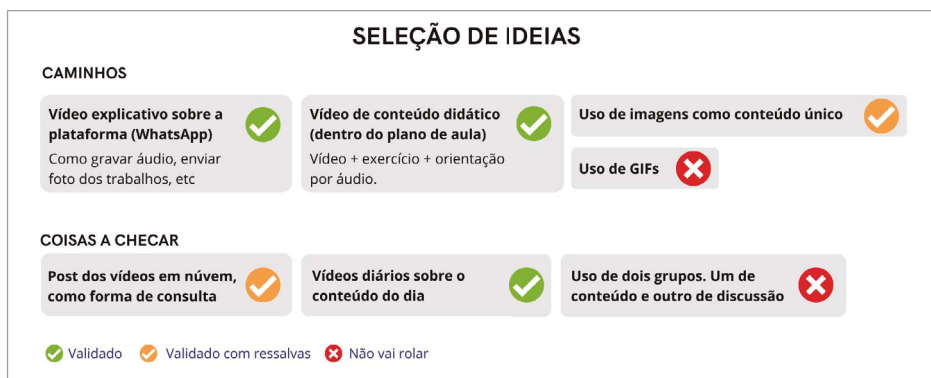 SELEÇÃO DE IDEIAS
CAMINHOS
Vídeo explicativo sobre a
plataforma (WhatsApp)
Como gravar áudio, enviar
foto dos trabalhos, etc
Vídeo de conteúdo didático
(dentro do plano de aula)
Vídeo + exercício + orientação
por áudio.
Uso de imagens como conteúdo único
Uso de GIFs
COISAS A CHECAR
Post dos vídeos em núvem,
como forma de consulta
Vídeos diários sobre o
conteúdo do dia
Uso de dois grupos. Um de
conteúdo e outro de discussão
Validado
Validado com ressalvas
Não vai rolar